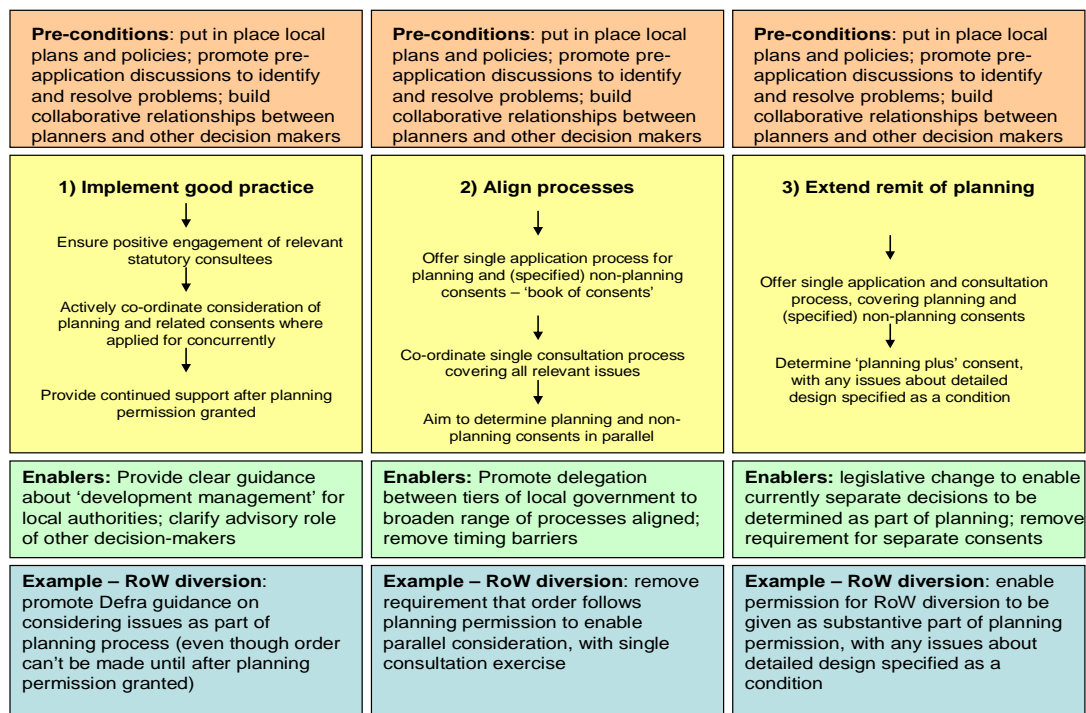 Pre-conditions: put in place local
plans and policies; promote pre-
application discussions to identify
and resolve problems; build
collaborative relationships between
planners and other decision makers
Pre-conditions: put in place local
plans and policies; promote pre-
application discussions to identify
and resolve problems; build
collaborative relationships between
planners and other decision makers
Pre-conditions: put in place local
plans and policies; promote pre-
application discussions to identify
and resolve problems; build
collaborative relationships between
planners and other decision makers
1) Implement good practice
Ensure positive engagement of relevant
statutory consultees
Actively co-ordinate consideration of
planning and related consents where
applied for concurrently
Provide continued support after planning
permission granted
2) Align processes
Offer single application process for
planning and (specified) non-planning
consents – ‘book of consents’
Co-ordinate single consultation process
covering all relevant issues
Aim to determine planning and non-
planning consents in parallel
3) Extend remit of planning
Offer single application and consultation
process, covering planning and
(specified) non-planning consents
Determine ‘planning plus’ consent,
with any issues about detailed
design specified as a condition
Enablers: Provide clear guidance
about ‘development management’ for
local authorities; clarify advisory role
of other decision-makers
Enablers: Promote delegation
between tiers of local government to
broaden range of processes aligned;
remove timing barriers
Enablers: legislative change to enable
currently separate decisions to be
determined as part of planning; remove
requirement for separate consents
Example – RoW diversion:
promote Defra guidance on
considering issues as part of
planning process (even though order
can’t be made until after planning
permission granted)
Example – RoW diversion: remove
requirement that order follows
planning permission to enable
parallel consideration, with single
consultation exercise
Example – RoW diversion: enable
permission for RoW diversion to be
given as substantive part of planning
permission, with any issues about
detailed design specified as a
condition